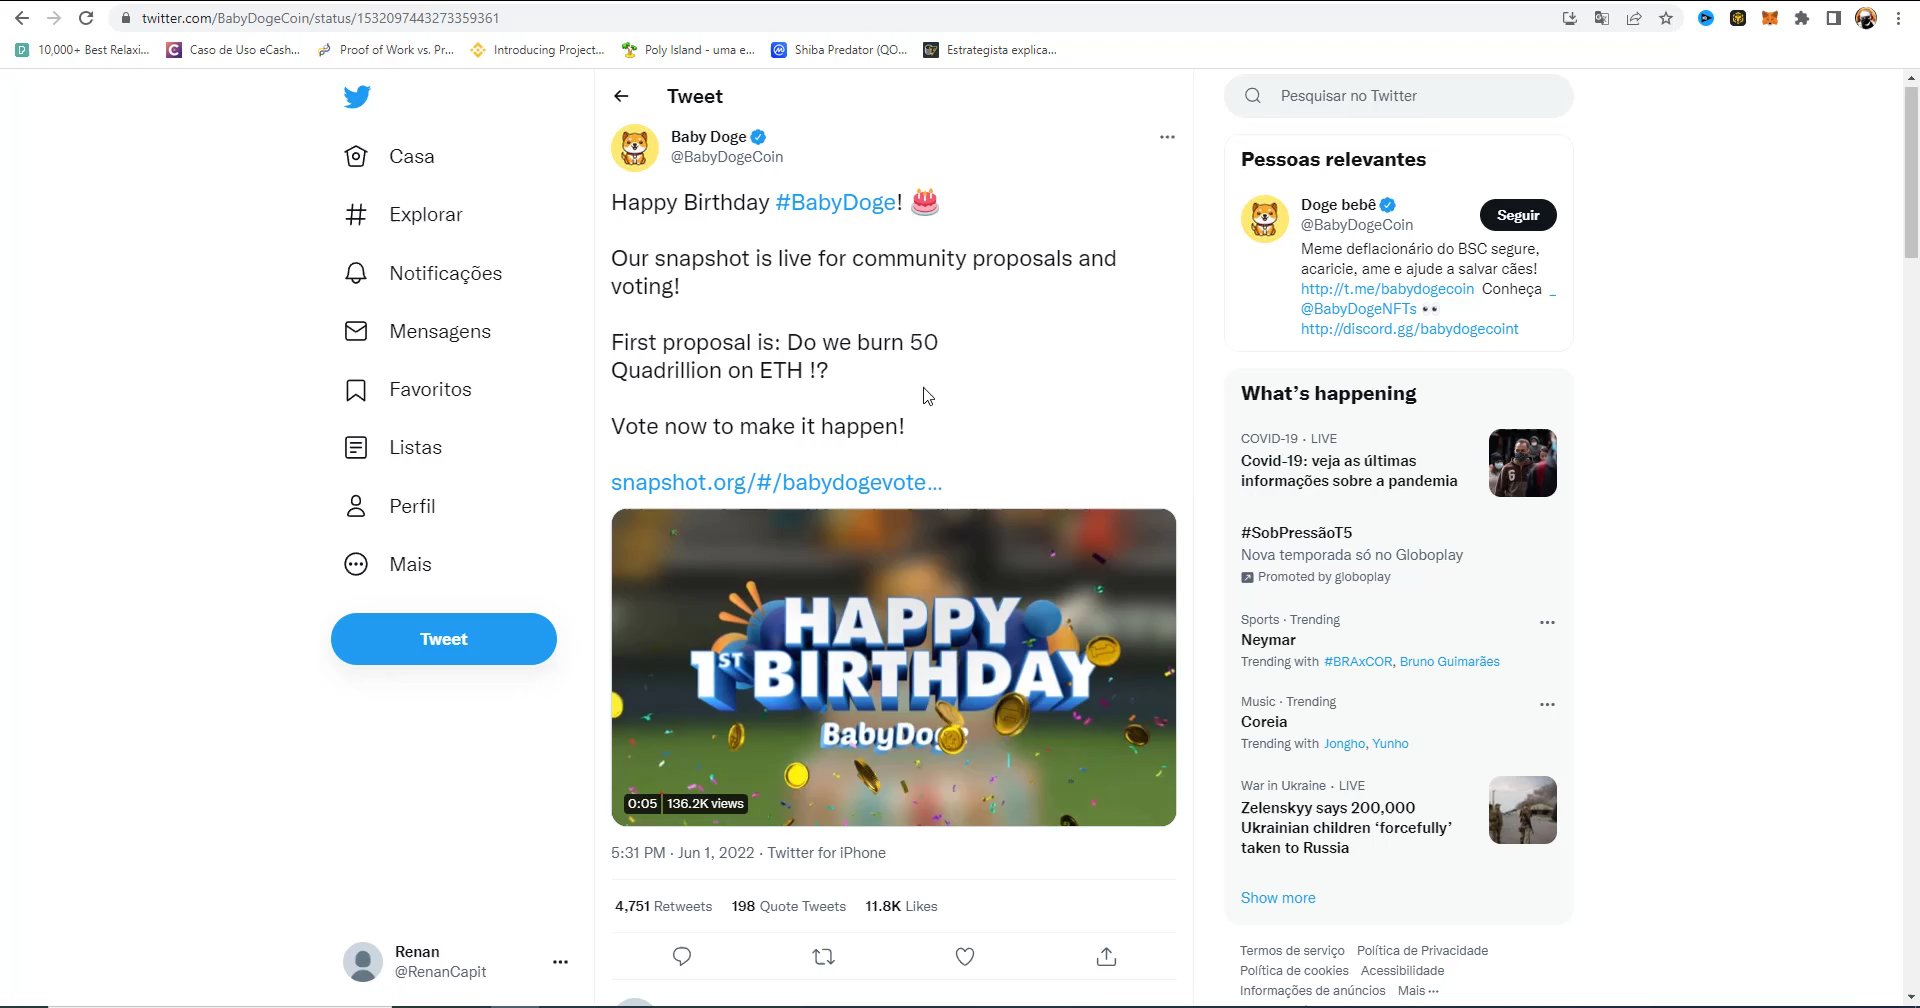 twitter.com/BabyDogeCoin/status/1532097443273359361
10,000+ Best Relaxi...
Caso de Uso eCash...
Proof of Work vs. Pr...
Introducing Project...
Poly Island - uma e...
Shiba Predator (QO...
Estrategista explica...
Casa
Explorar
Notificações
Mensagens
Favoritos
Listas
Perfil
Mais
Tweet
Renan
@RenanCapit
Tweet
Baby Doge
@BabyDogeCoin
Happy Birthday #BabyDoge! 🎂
Our snapshot is live for community proposals and
voting!
First proposal is: Do we burn 50
Quadrillion on ETH !?
Vote now to make it happen!
snapshot.org/#/babydogevote...
HAPPY
1ST BIRTHDAY
BabyDoge
0:05 136.2K views
5:31 PM · Jun 1, 2022 · Twitter for iPhone
4,751 Retweets 198 Quote Tweets 11.8K Likes
Pesquisar no Twitter
Pessoas relevantes
Doge bebê
@BabyDogeCoin
Seguir
Meme deflacionário do BSC segure,
acaricie, ame e ajude a salvar cães!
http://t.me/babydogecoin Conheça _
@BabyDogeNFTs 👀
http://discord.gg/babydogecoint
What's happening
COVID-19 · LIVE
Covid-19: veja as últimas
informações sobre a pandemia
#SobPressãoT5
Nova temporada só no Globoplay
Promoted by globoplay
Sports · Trending
Neymar
Trending with #BRAxCOR, Bruno Guimarães
Music · Trending
Coreia
Trending with Jongho, Yunho
War in Ukraine · LIVE
Zelenskyy says 200,000
Ukrainian children ‘forcefully’
taken to Russia
Show more
Termos de serviço Política de Privacidade
Política de cookies Acessibilidade
Informações de anúncios Mais ···